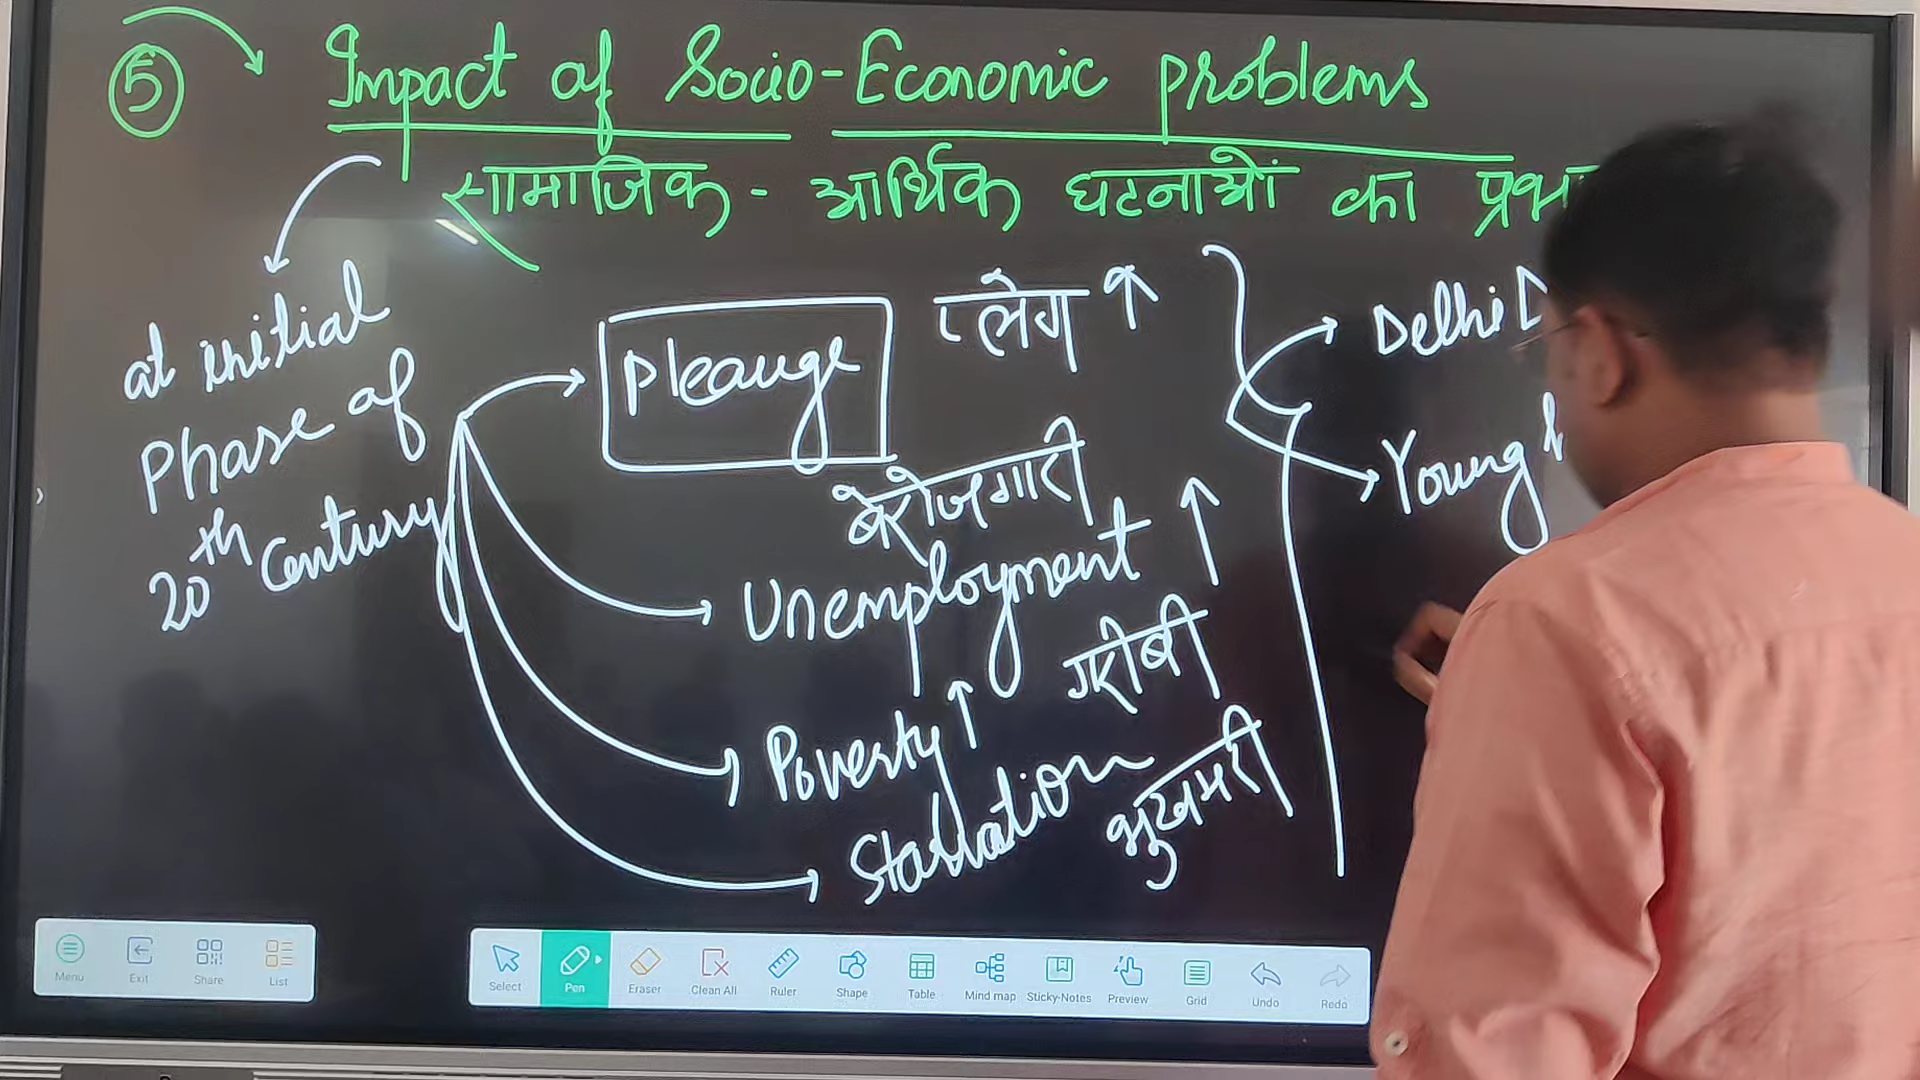 ⑤ Impact of Socio-Economic problems
सामाजिक - आर्थिक घटनाओं का
at initial
Phase of
20th Century
Pleauge
प्लेग ↑
बेरोजगारी
Unemployment ↑
गरीबी
Poverty ↑
Starvation
भुखमरी
Delhi
Young
Menu
Exit
Share
List
Select
Pen
Eraser
Clean All
Ruler
Shape
Table
Mind map
Sticky-Notes
Preview
Grid
Undo
Redo